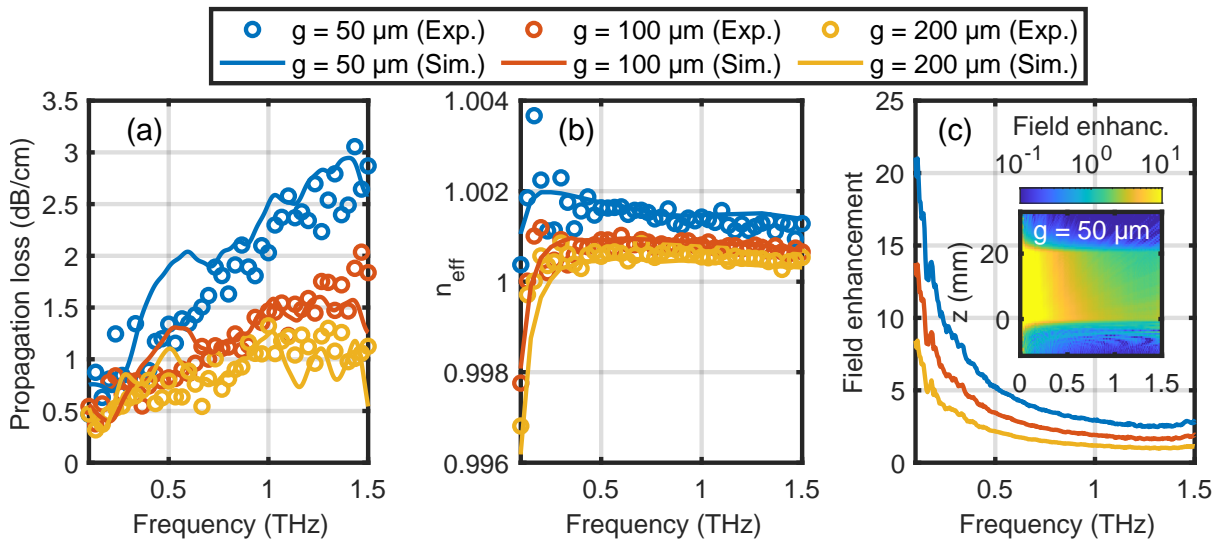 g = 50 µm (Exp.) g = 100 µm (Exp.) g = 200 µm (Exp.)
g = 50 µm (Sim.) g = 100 µm (Sim.) g = 200 µm (Sim.)
(a)
Propagation loss (dB/cm)
3.5
3
2.5
2
1.5
1
0.5
0
0.5 1 1.5
Frequency (THz)
(b)
n_eff
1.004
1.002
1
0.998
0.996
0.5 1 1.5
Frequency (THz)
(c)
Field enhancement
25
20
15
10
5
0
0.5 1 1.5
Frequency (THz)
Field enhanc.
10^-1 10^0 10^1
g = 50 µm
z (mm)
20
0
0 0.5 1 1.5